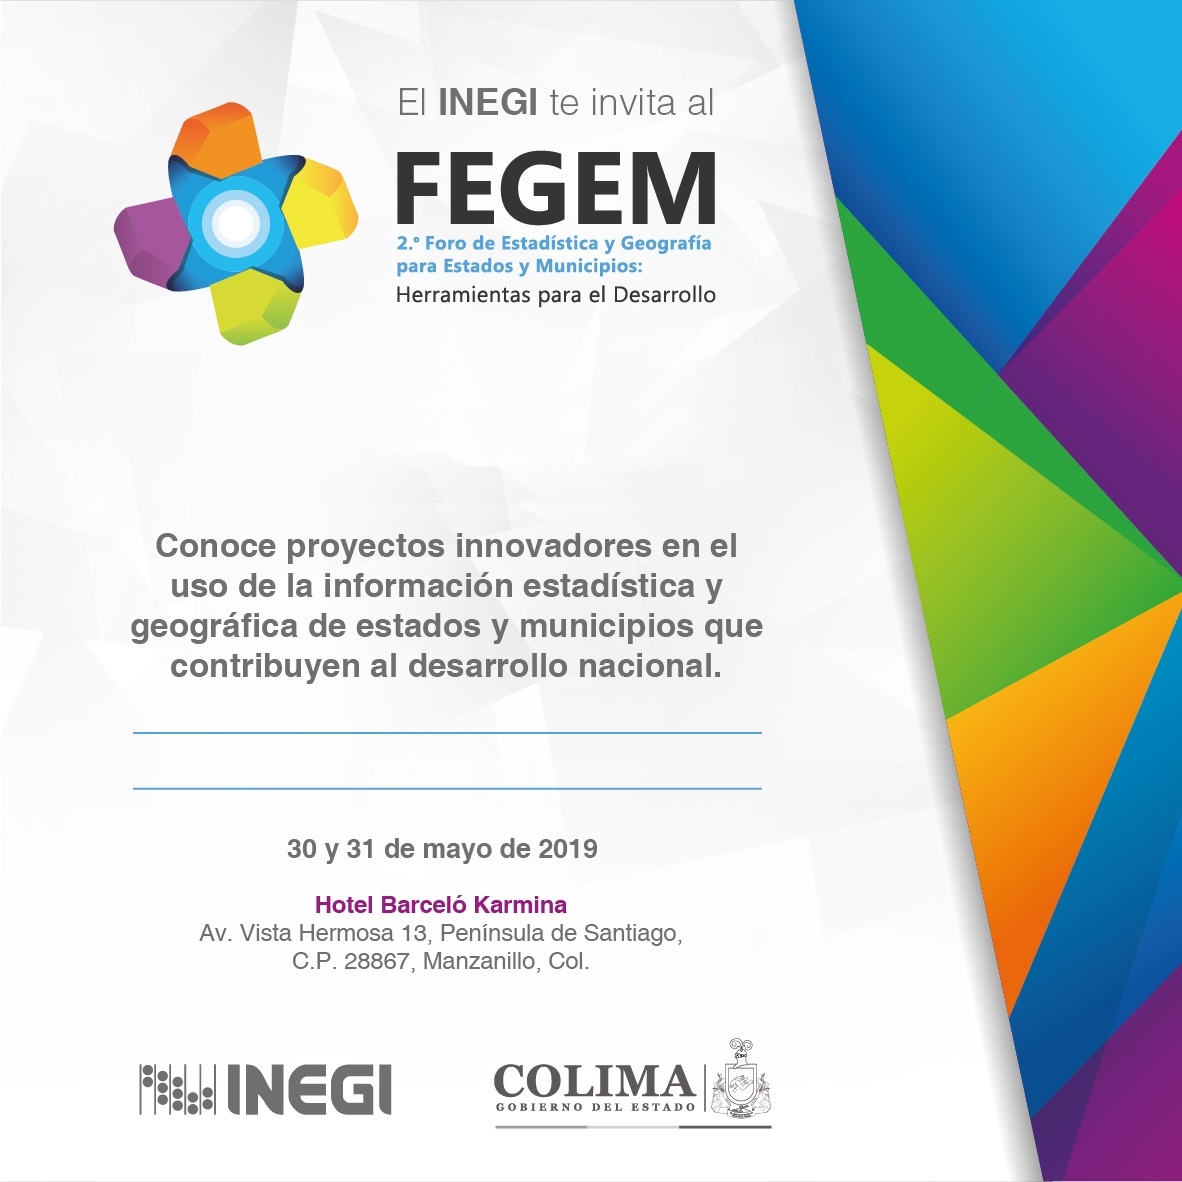 El INEGI te invita al
FEGEM
2.º Foro de Estadística y Geografía
para Estados y Municipios:
Herramientas para el Desarrollo
Conoce proyectos innovadores en el
uso de la información estadística y
geográfica de estados y municipios que
contribuyen al desarrollo nacional.
30 y 31 de mayo de 2019
Hotel Barceló Karmina
Av. Vista Hermosa 13, Península de Santiago,
C.P. 28867, Manzanillo, Col.
INEGI
COLIMA
GOBIERNO DEL ESTADO